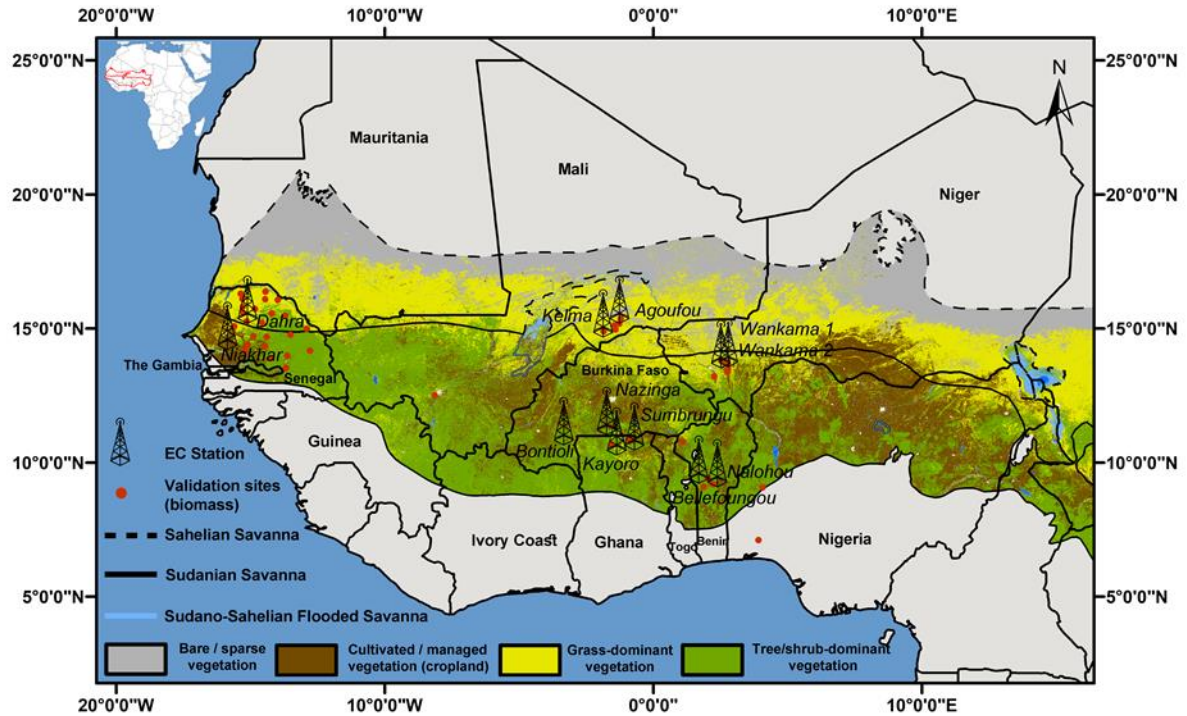 20°0'0"W 10°0'0"W 0°0'0" 10°0'0"E
25°0'0"N 25°0'0"N
N
Mauritania
Mali
20°0'0"N 20°0'0"N
Niger
Dahra
Kelma
Agoufou
15°0'0"N 15°0'0"N
Wankama 1
Niakhar
Wankama 2
The Gambia
Senegal
Burkina Faso
Nazinga
Sumbrungu
Guinea
Bontioli
Kayoro
10°0'0"N 10°0'0"N
Nalohou
Bellefoungou
EC Station
Validation sites
(biomass)
Sahelian Savanna
Ivory Coast
Ghana
Togo
Benin
Nigeria
Sudanian Savanna
5°0'0"N 5°0'0"N
Sudano-Sahelian Flooded Savanna
Bare / sparse
vegetation
Cultivated / managed
vegetation (cropland)
Grass-dominant
vegetation
Tree/shrub-dominant
vegetation
20°0'0"W 10°0'0"W 0°0'0" 10°0'0"E